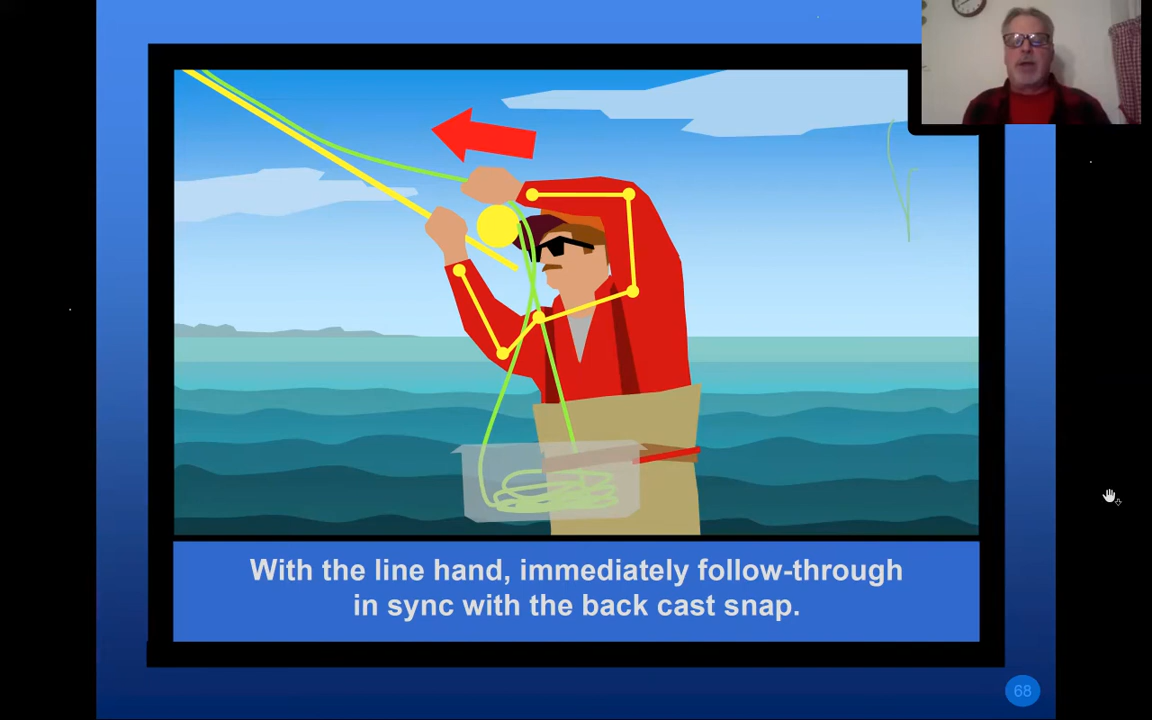 With the line hand, immediately follow-through
in sync with the back cast snap.
68